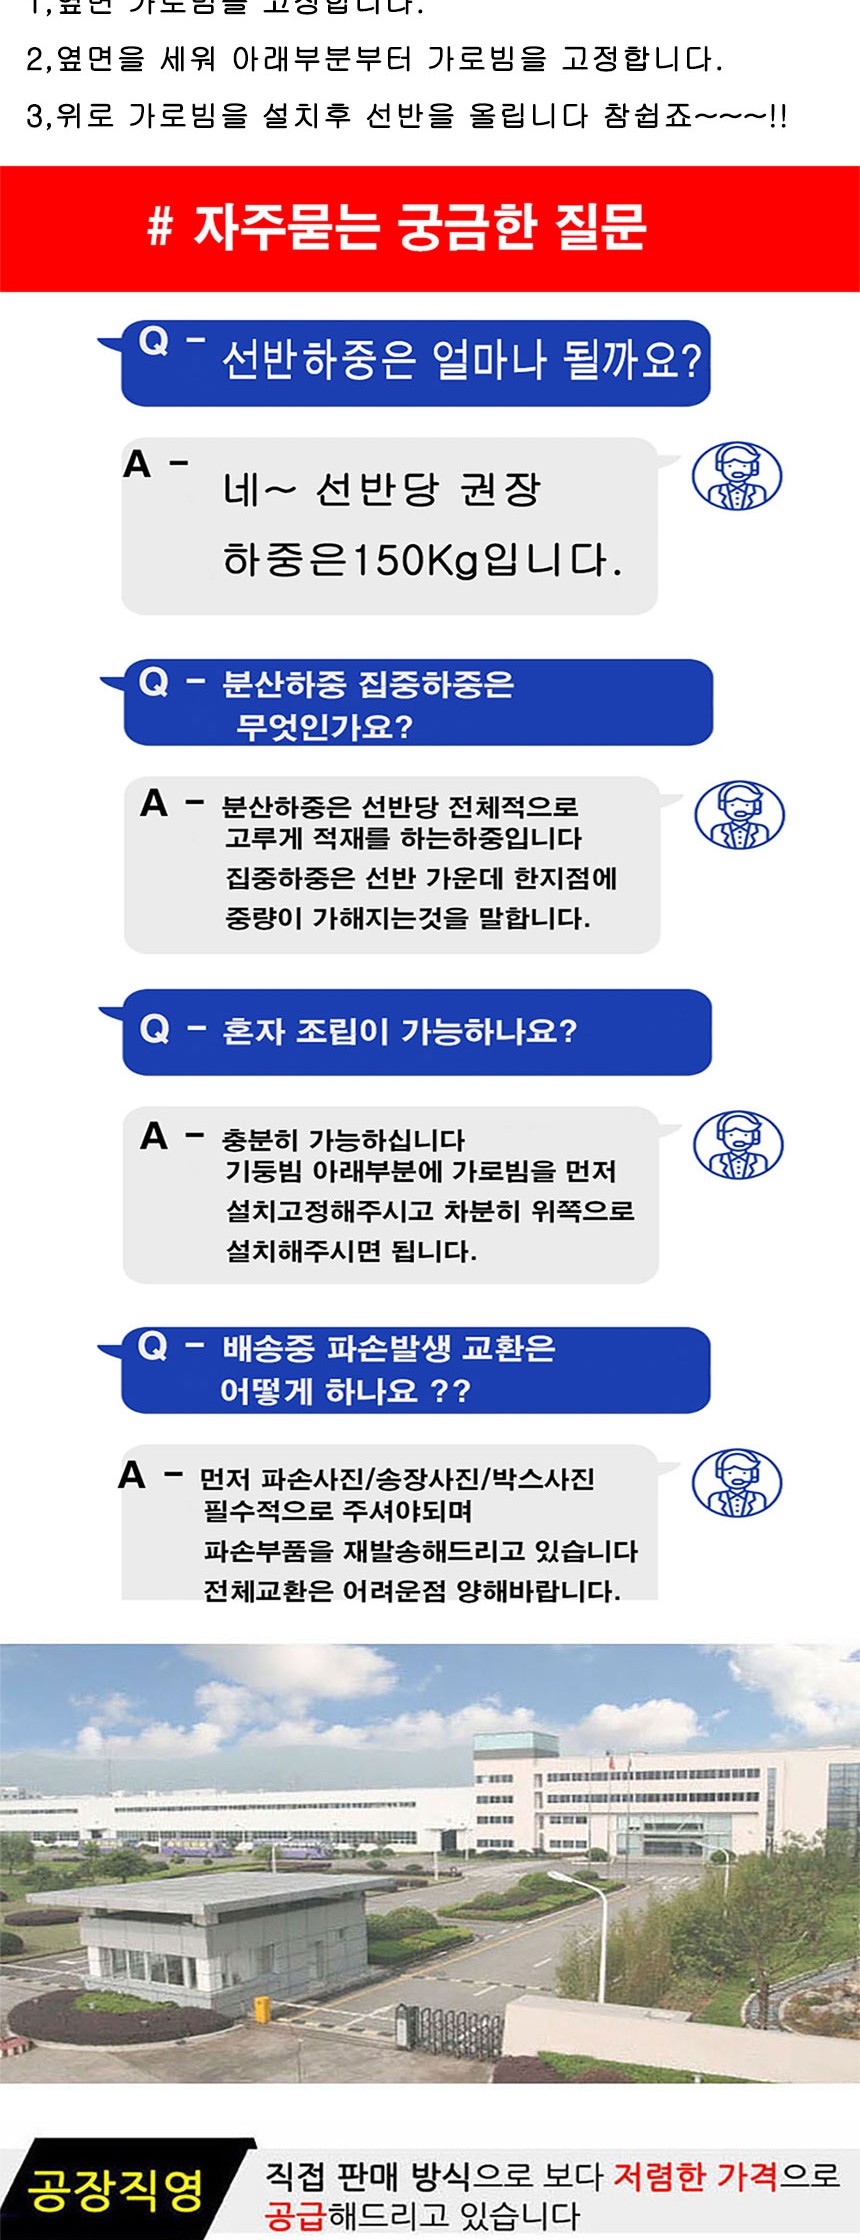 1,옆면 가로빔을 고정합니다.
2,옆면을 세워 아래부분부터 가로빔을 고정합니다.
3,위로 가로빔을 설치후 선반을 올립니다 참쉽죠~~~!!
# 자주묻는 궁금한 질문
Q - 선반하중은 얼마나 될까요?
A - 네~ 선반당 권장
하중은150Kg입니다.
Q - 분산하중 집중하중은
무엇인가요?
A - 분산하중은 선반당 전체적으로
고루게 적재를 하는하중입니다
집중하중은 선반 가운데 한지점에
중량이 가해지는것을 말합니다.
Q - 혼자 조립이 가능하나요?
A - 충분히 가능하십니다
기둥빔 아래부분에 가로빔을 먼저
설치고정해주시고 차분히 위쪽으로
설치해주시면 됩니다.
Q - 배송중 파손발생 교환은
어떻게 하나요 ??
A - 먼저 파손사진/송장사진/박스사진
필수적으로 주셔야되며
파손부품을 재발송해드리고 있습니다
전체교환은 어려운점 양해바랍니다.
공장직영
직접 판매 방식으로 보다 저렴한 가격으로
공급해드리고 있습니다